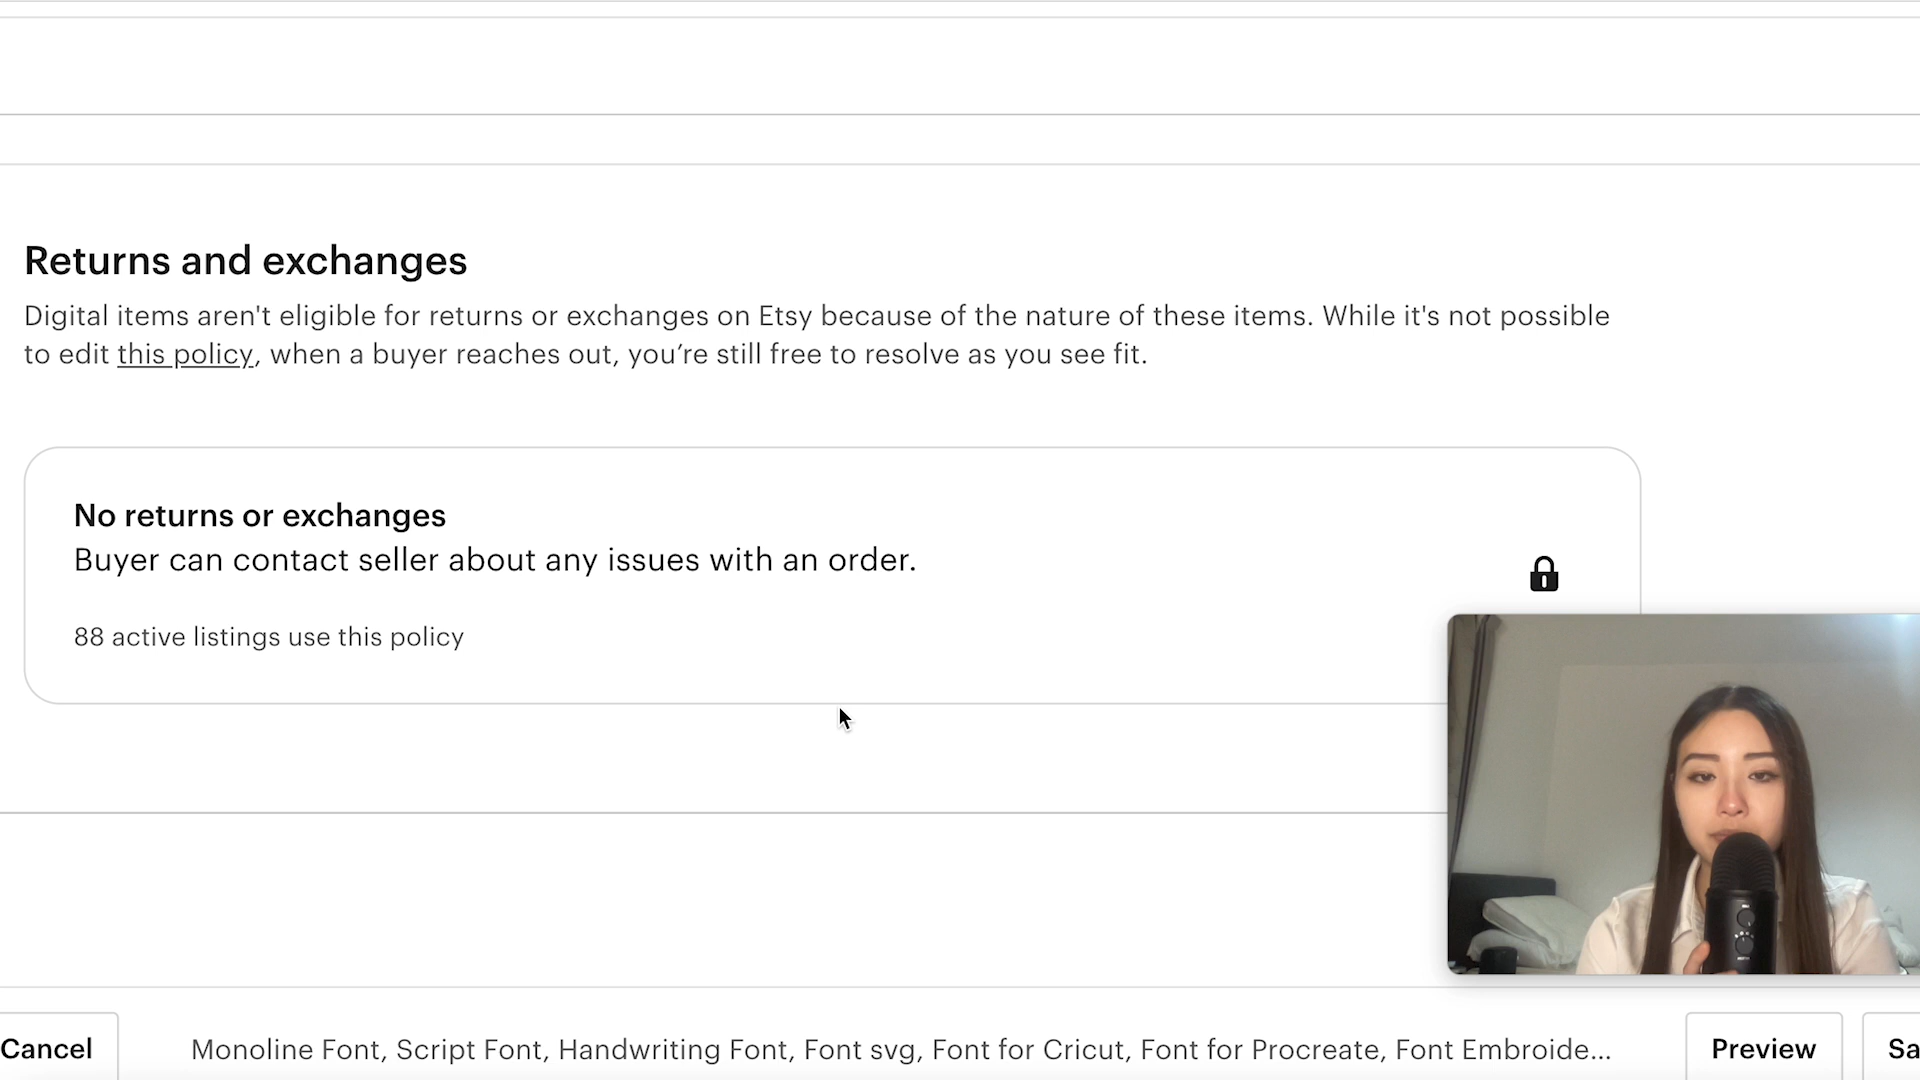 Returns and exchanges
Digital items aren't eligible for returns or exchanges on Etsy because of the nature of these items. While it's not possible
to edit this policy, when a buyer reaches out, you’re still free to resolve as you see fit.
No returns or exchanges
Buyer can contact seller about any issues with an order.
88 active listings use this policy
Cancel
Monoline Font, Script Font, Handwriting Font, Font svg, Font for Cricut, Font for Procreate, Font Embroide...
Preview
Sa